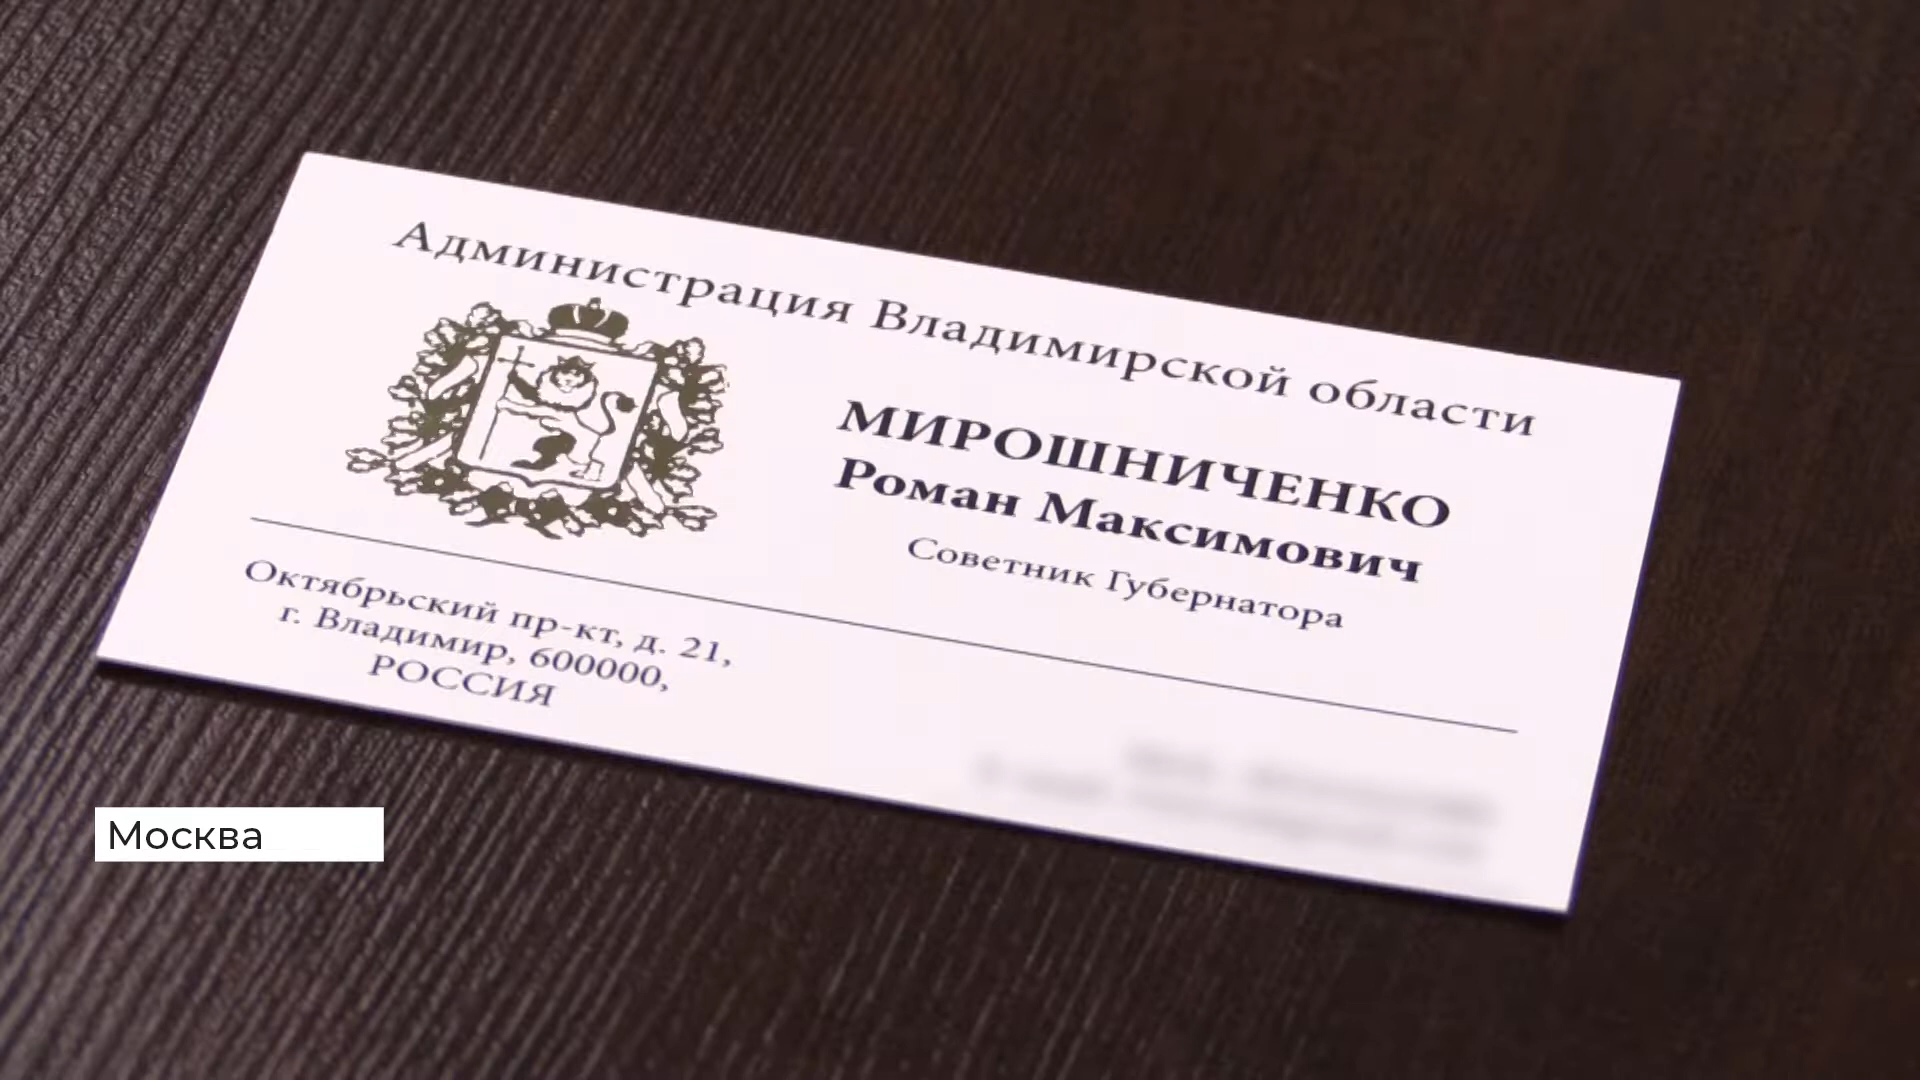 Администрация Владимирской области
МИРОШНИЧЕНКО
Роман Максимович
Советник Губернатора
Октябрьский пр-кт, д. 21,
г. Владимир, 600000,
РОССИЯ
Москва